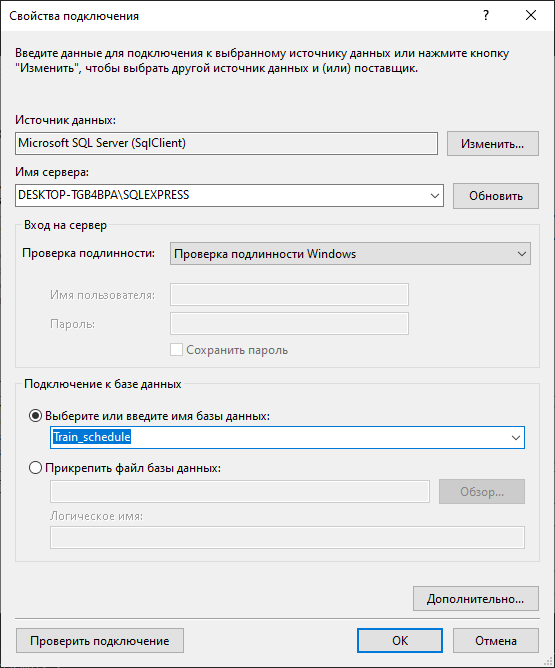 Свойства подключения
?
Введите данные для подключения к выбранному источнику данных или нажмите кнопку
"Изменить", чтобы выбрать другой источник данных и (или) поставщик.
Источник данных:
Microsoft SQL Server (SqlClient)
Изменить...
Имя сервера:
DESKTOP-TGB4BPA\SQLEXPRESS
Обновить
Вход на сервер
Проверка подлинности:
Проверка подлинности Windows
Имя пользователя:
Пароль:
Сохранить пароль
Подключение к базе данных
Выберите или введите имя базы данных:
Train_schedule
Прикрепить файл базы данных:
Обзор...
Логическое имя:
Дополнительно...
Проверить подключение
ОК
Отмена